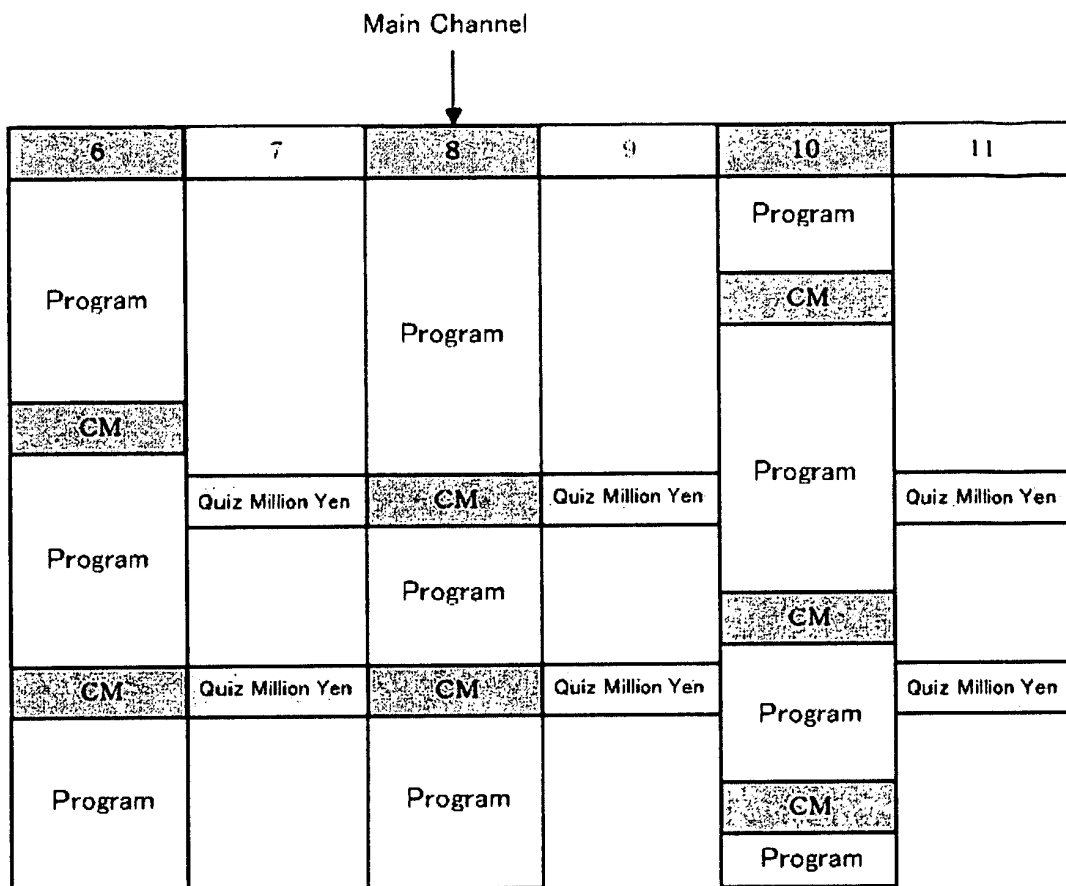 Main Channel
6 7 8 9 10 11
Program
Program
CM
Program
Program
CM
Program
Quiz Million Yen CM Quiz Million Yen Quiz Million Yen
Program
Program
CM
CM Quiz Million Yen CM Quiz Million Yen Quiz Million Yen
Program
Program
Program
CM
Program